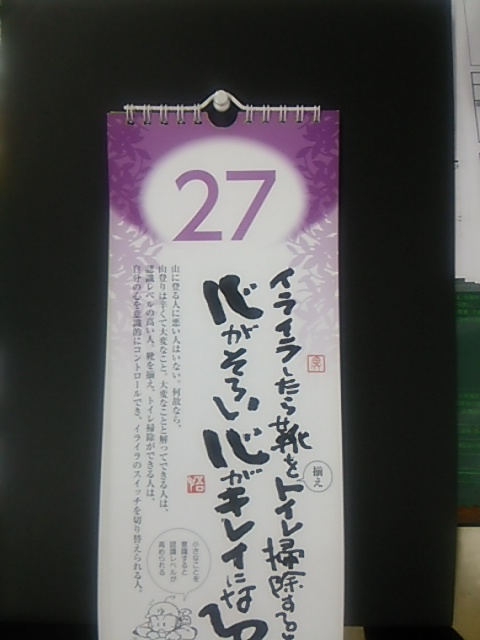 27
イライラしたら靴を揃えトイレ掃除すると
心がそろい心がキレイになる
山に登る人に悪い人はいない。何故なら、
山登りは辛くて大変なこと。大変なことと解ってできる人は、
認識レベルの高い人。靴を揃え、トイレ掃除ができる人は、
自分の心を意識的にコントロールでき、イライラのスイッチを切り替えられる人。
小さなことを
意識すると
認識レベルが
高められる